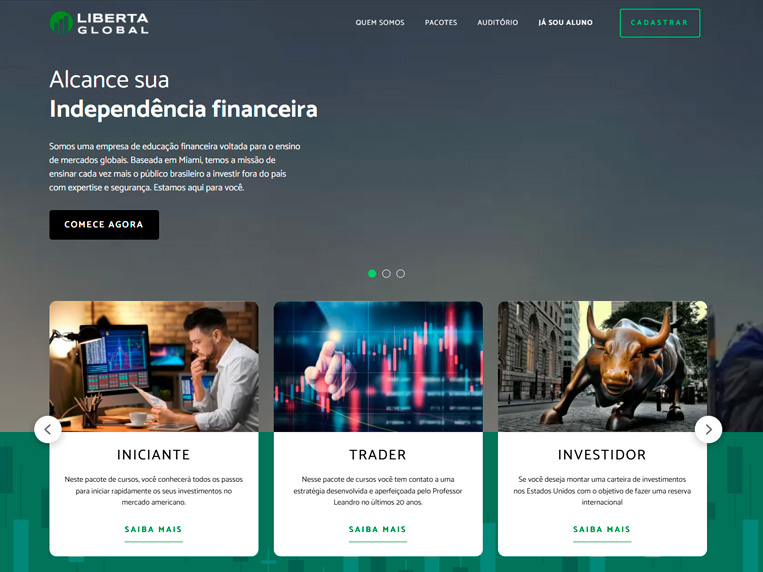 LIBERTA
GLOBAL
QUEM SOMOS PACOTES AUDITÓRIO JÁ SOU ALUNO CADASTRAR
Alcance sua
Independência financeira
Somos uma empresa de educação financeira voltada para o ensino
de mercados globais. Baseada em Miami, temos a missão de
ensinar cada vez mais o público brasileiro a investir fora do país
com expertise e segurança. Estamos aqui para você.
COMECE AGORA
INICIANTE
Neste pacote de cursos, você conhecerá todos os passos
para iniciar rapidamente os seus investimentos no
mercado americano.
SAIBA MAIS
TRADER
Nesse pacote de cursos você tem contato a uma
estratégia desenvolvida e aperfeiçoada pelo Professor
Leandro no últimos 20 anos.
SAIBA MAIS
INVESTIDOR
Se você deseja montar uma carteira de investimentos
nos Estados Unidos com o objetivo de fazer uma reserva
internacional
SAIBA MAIS